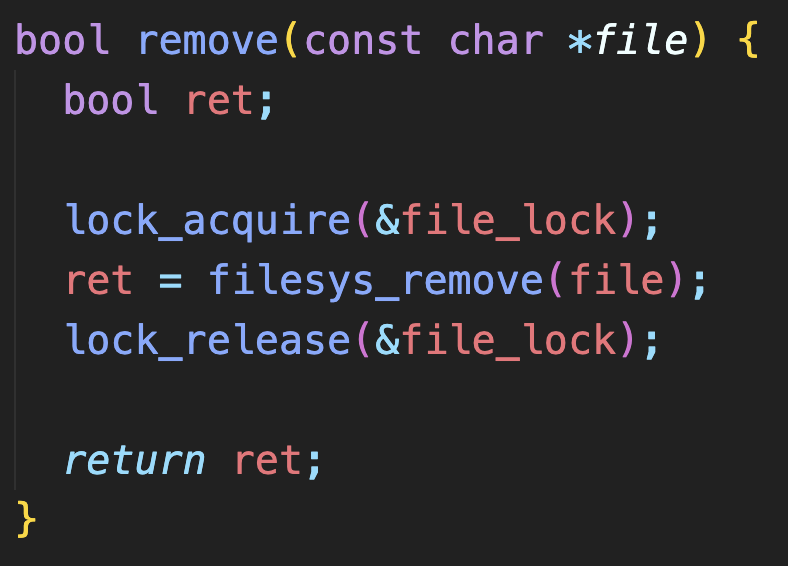 bool remove(const char *file) {
bool ret;
lock_acquire(&file_lock);
ret = filesys_remove(file);
lock_release(&file_lock);
return ret;
}